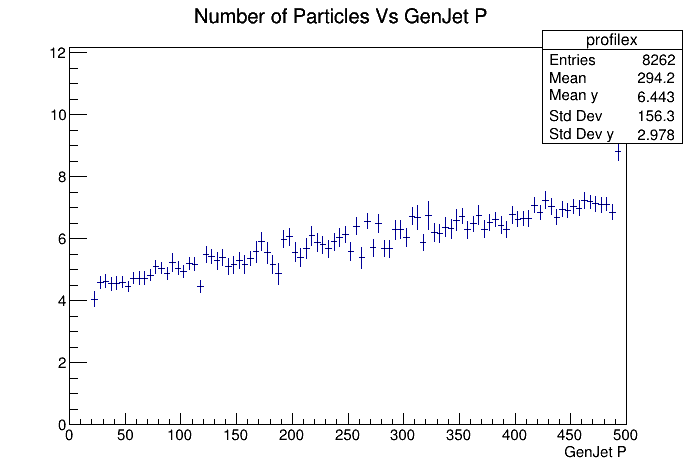 Number of Particles Vs GenJet P
profilex
Entries 8262
Mean 294.2
Mean y 6.443
Std Dev 156.3
Std Dev y 2.978
12
10
8
6
4
2
0
0 50 100 150 200 250 300 350 400 450 500
GenJet P